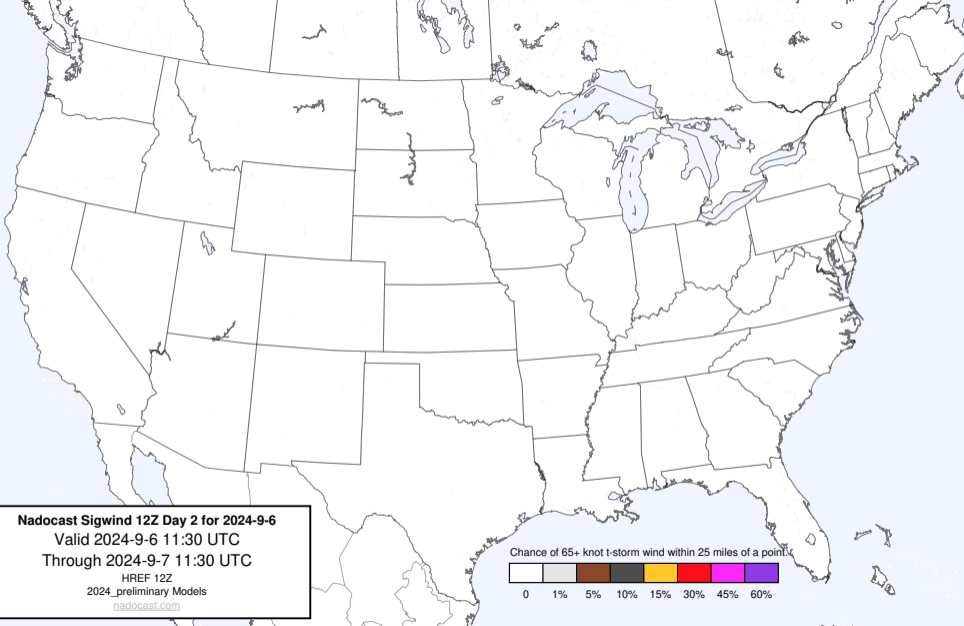 Nadocast Sigwind 12Z Day 2 for 2024-9-6
Valid 2024-9-6 11:30 UTC
Through 2024-9-7 11:30 UTC
HREF 12Z
2024_preliminary Models
nadocast.com
Chance of 65+ knot t-storm wind within 25 miles of a point.
0 1% 5% 10% 15% 30% 45% 60%